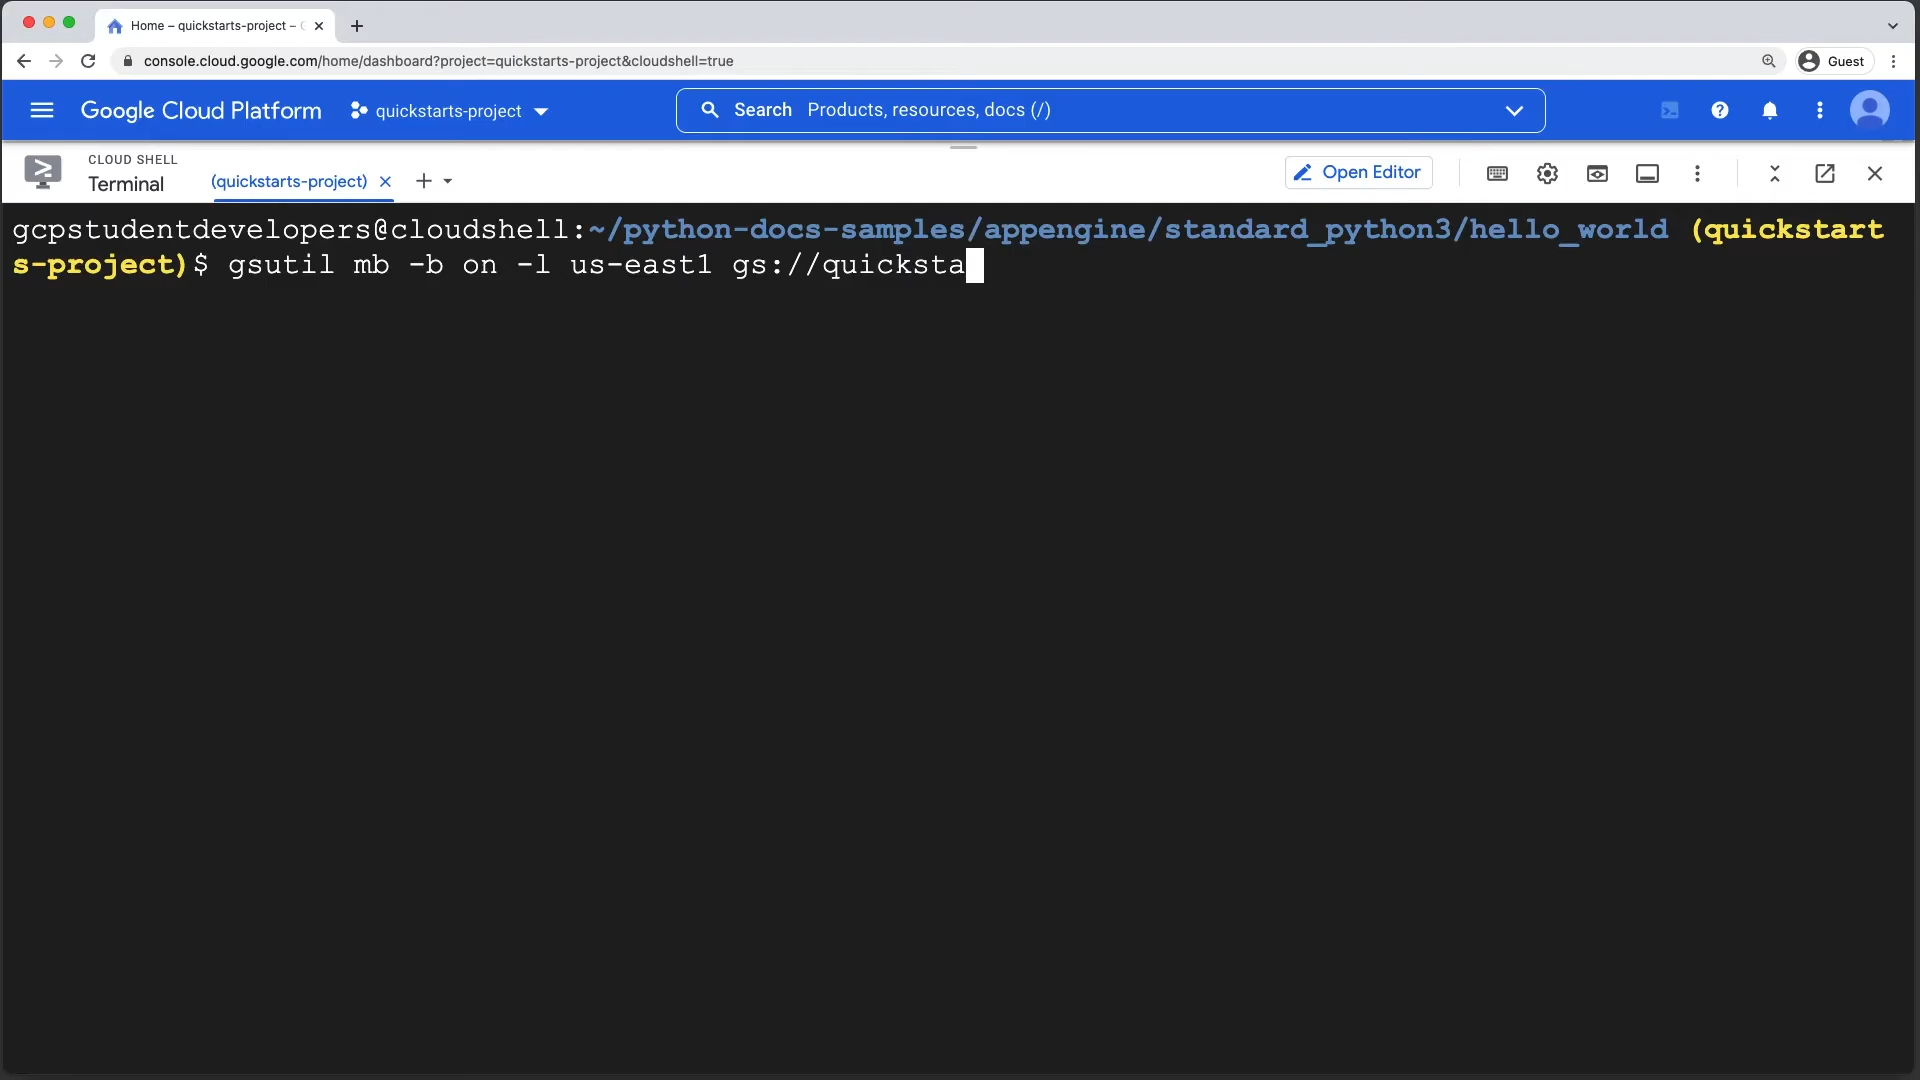 Home – quickstarts-project –
console.cloud.google.com/home/dashboard?project=quickstarts-project&cloudshell=true
Guest
Google Cloud Platform
quickstarts-project
Search Products, resources, docs (/)
CLOUD SHELL
Terminal
(quickstarts-project)
Open Editor
gcpstudentdevelopers@cloudshell:~/python-docs-samples/appengine/standard_python3/hello_world (quickstart
s-project)$ gsutil mb -b on -l us-east1 gs://quicksta